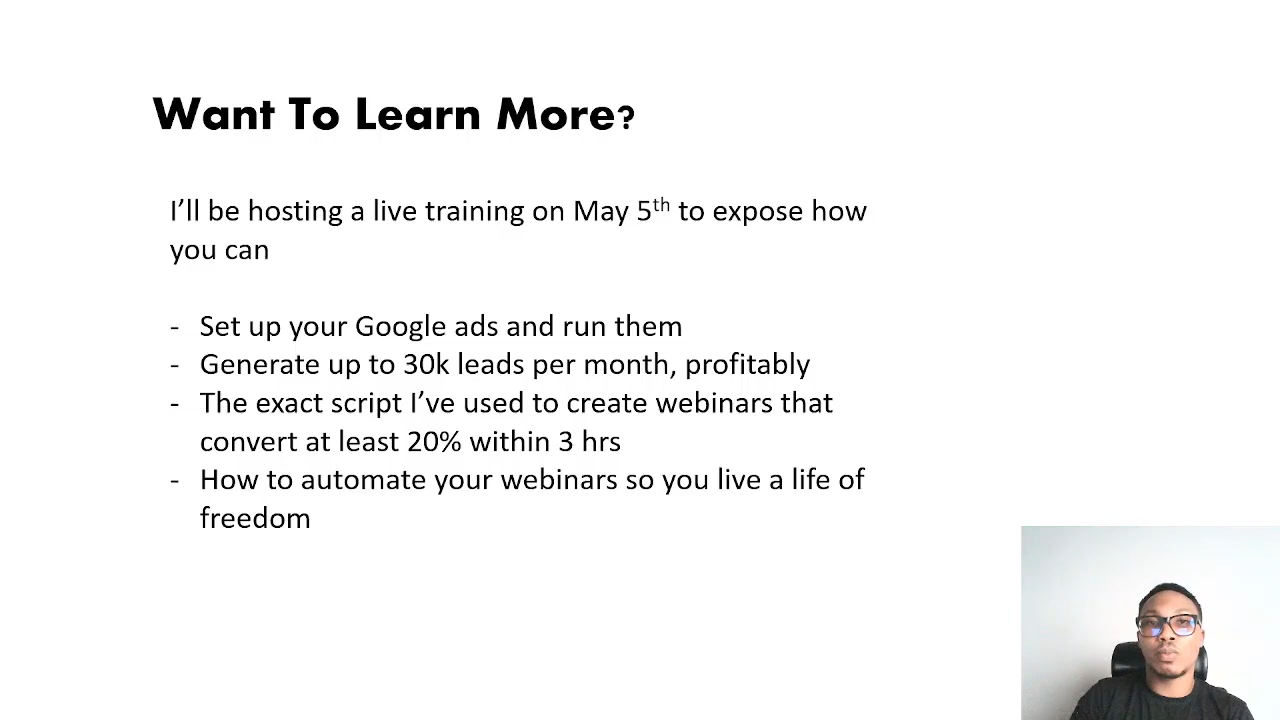 Want To Learn More?
I’ll be hosting a live training on May 5th to expose how
you can
- Set up your Google ads and run them
- Generate up to 30k leads per month, profitably
- The exact script I’ve used to create webinars that
convert at least 20% within 3 hrs
- How to automate your webinars so you live a life of
freedom